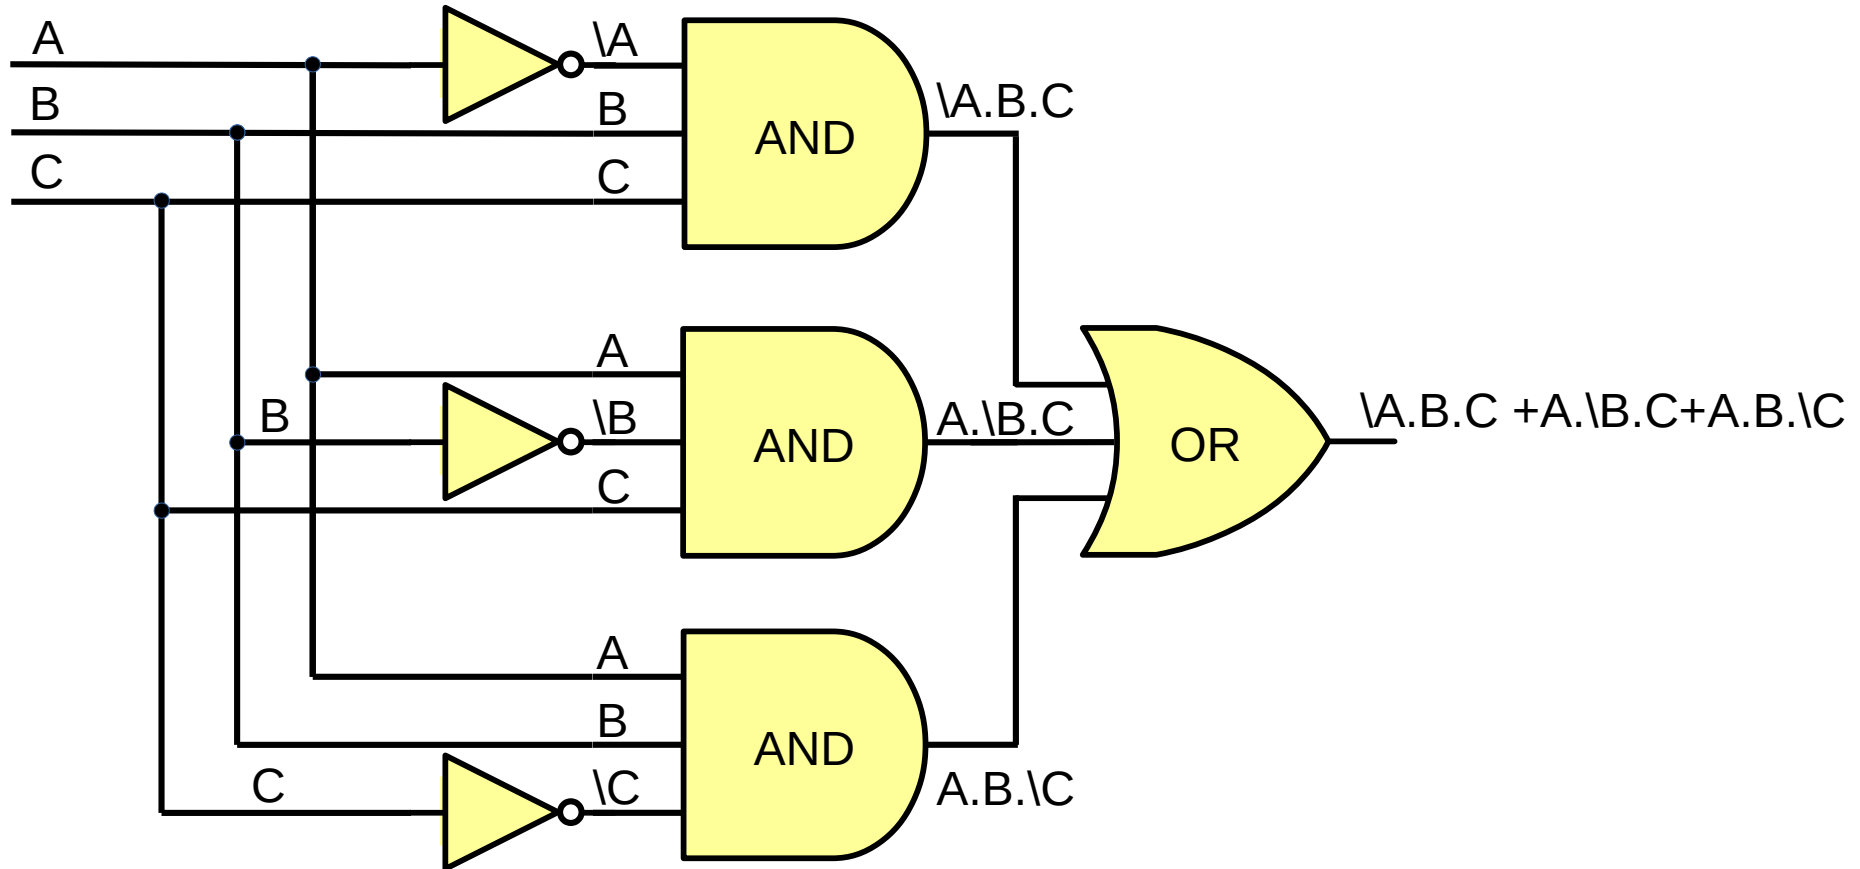 A
\A
B
B
\A.B.C
AND
C
C
A
B
\B
A.\B.C
\A.B.C +A.\B.C+A.B.\C
AND
OR
C
A
B
AND
C
\C
A.B.\C